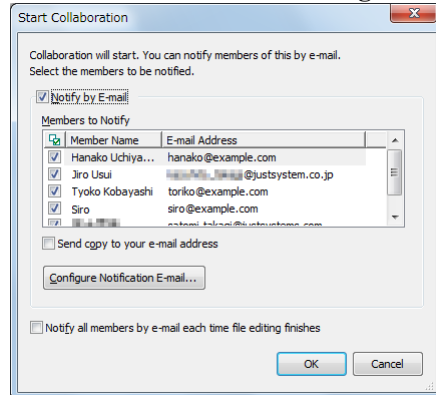 Start Collaboration
Collaboration will start. You can notify members of this by e-mail.
Select the members to be notified.
Notify by E-mail
Members to Notify
Member Name E-mail Address
Hanako Uchiya... hanako@example.com
Jiro Usui @justsystem.co.jp
Tyoko Kobayashi toriko@example.com
Siro siro@example.com
Send copy to your e-mail address
Configure Notification E-mail...
Notify all members by e-mail each time file editing finishes
OK Cancel